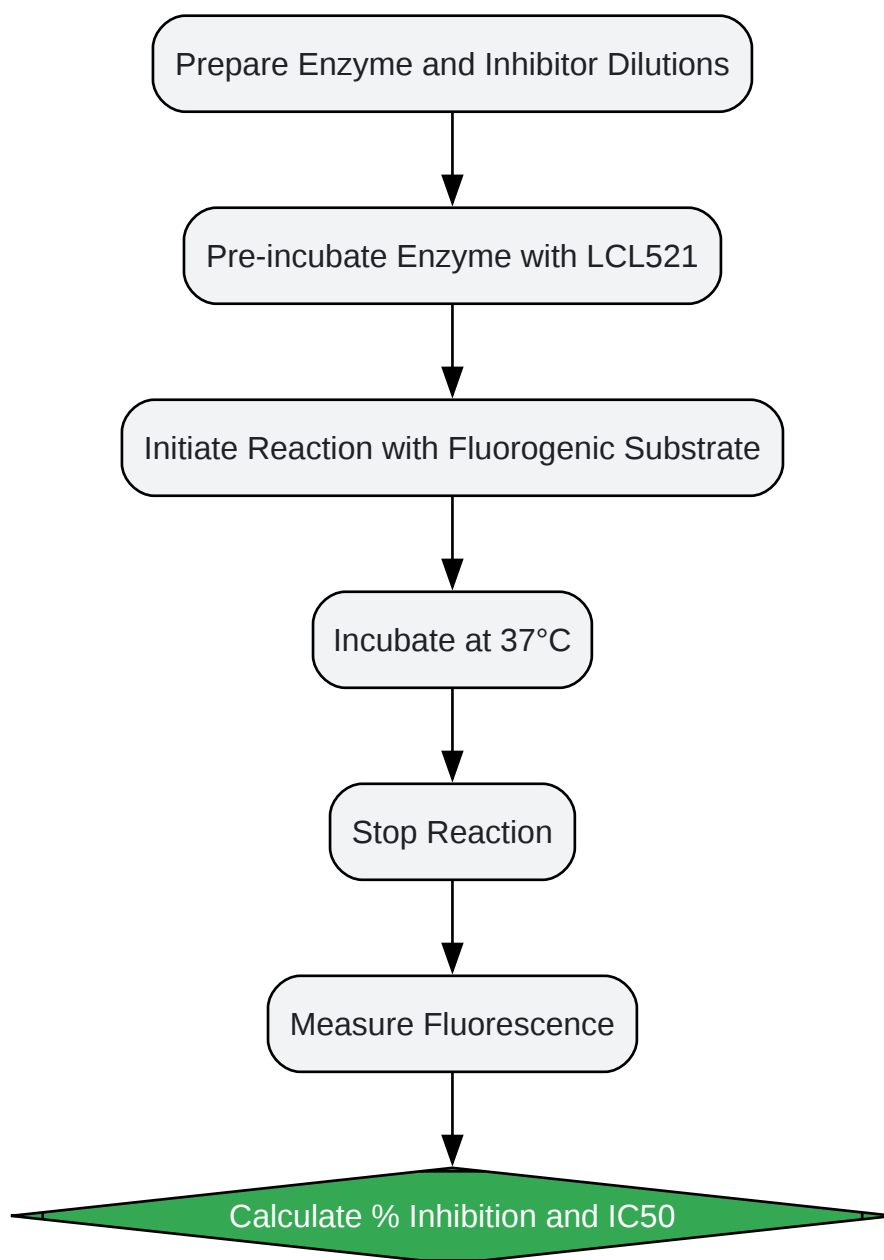 Prepare Enzyme and Inhibitor Dilutions
Pre-incubate Enzyme with LCL521
Initiate Reaction with Fluorogenic Substrate
Incubate at 37°C
Stop Reaction
Measure Fluorescence
Calculate % Inhibition and IC50